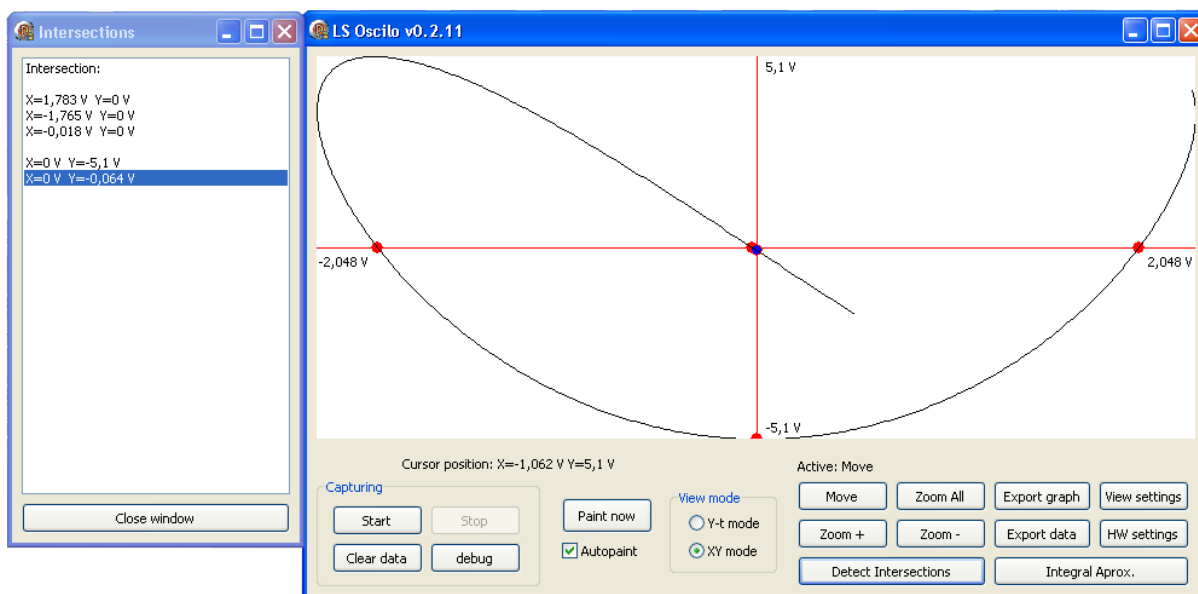 Intersections
Intersection:
X=1,783 V Y=0 V
X=-1,765 V Y=0 V
X=-0,018 V Y=0 V
X=0 V Y=-5,1 V
X=0 V Y=-0,064 V
Close window
LS Oscilo v0.2.11
5,1 V
-2,048 V
2,048 V
-5,1 V
Cursor position: X=-1,062 V Y=5,1 V
Active: Move
Capturing
Start
Stop
Clear data
debug
Paint now
Autopaint
View mode
Y-t mode
XY mode
Move
Zoom All
Export graph
View settings
Zoom +
Zoom -
Export data
HW settings
Detect Intersections
Integral Aprox.